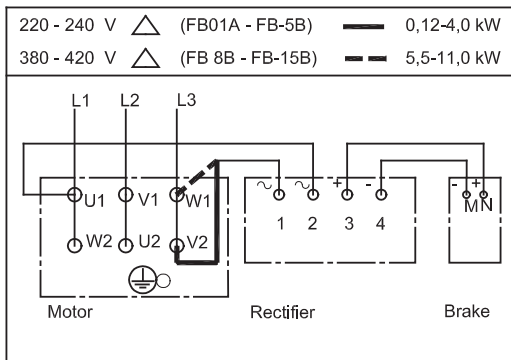 220 - 240 V (FB01A - FB-5B) 0,12-4,0 kW
380 - 420 V (FB 8B - FB-15B) 5,5-11,0 kW
L1 L2 L3
U1 V1 W1
W2 U2 V2
~ ~ + -
1 2 3 4
- +
M N
Motor Rectifier Brake